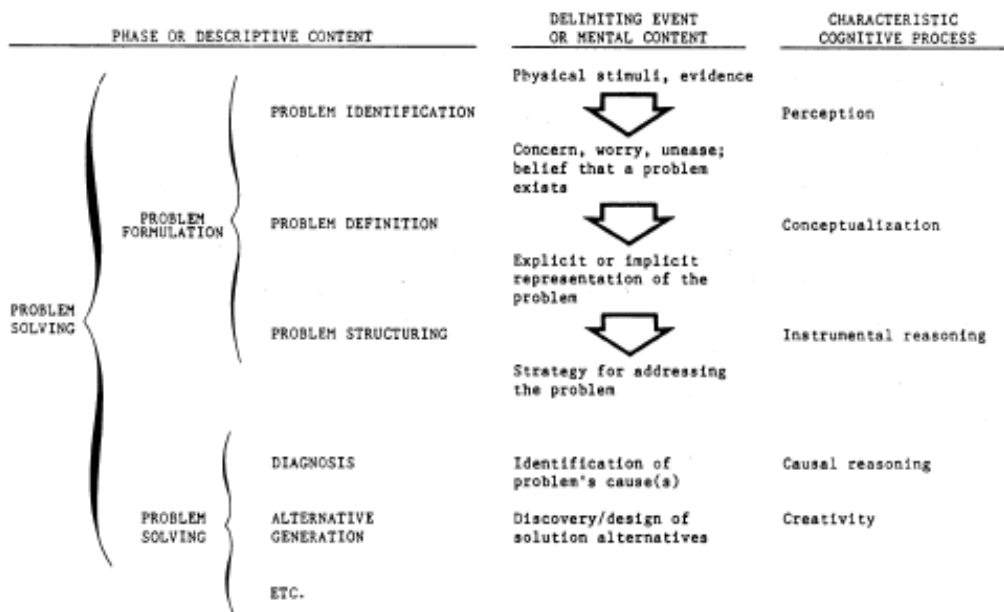 PHASE OR DESCRIPTIVE CONTENT
DELIMITING EVENT
OR MENTAL CONTENT
CHARACTERISTIC
COGNITIVE PROCESS
PROBLEM
SOLVING
PROBLEM
FORMULATION
Physical stimuli, evidence
PROBLEM IDENTIFICATION
Perception
Concern, worry, unease;
belief that a problem
exists
PROBLEM DEFINITION
Conceptualization
Explicit or implicit
representation of the
problem
PROBLEM STRUCTURING
Instrumental reasoning
Strategy for addressing
the problem
PROBLEM
SOLVING
DIAGNOSIS
Identification of
problem's cause(s)
Causal reasoning
ALTERNATIVE
GENERATION
Discovery/design of
solution alternatives
Creativity
ETC.